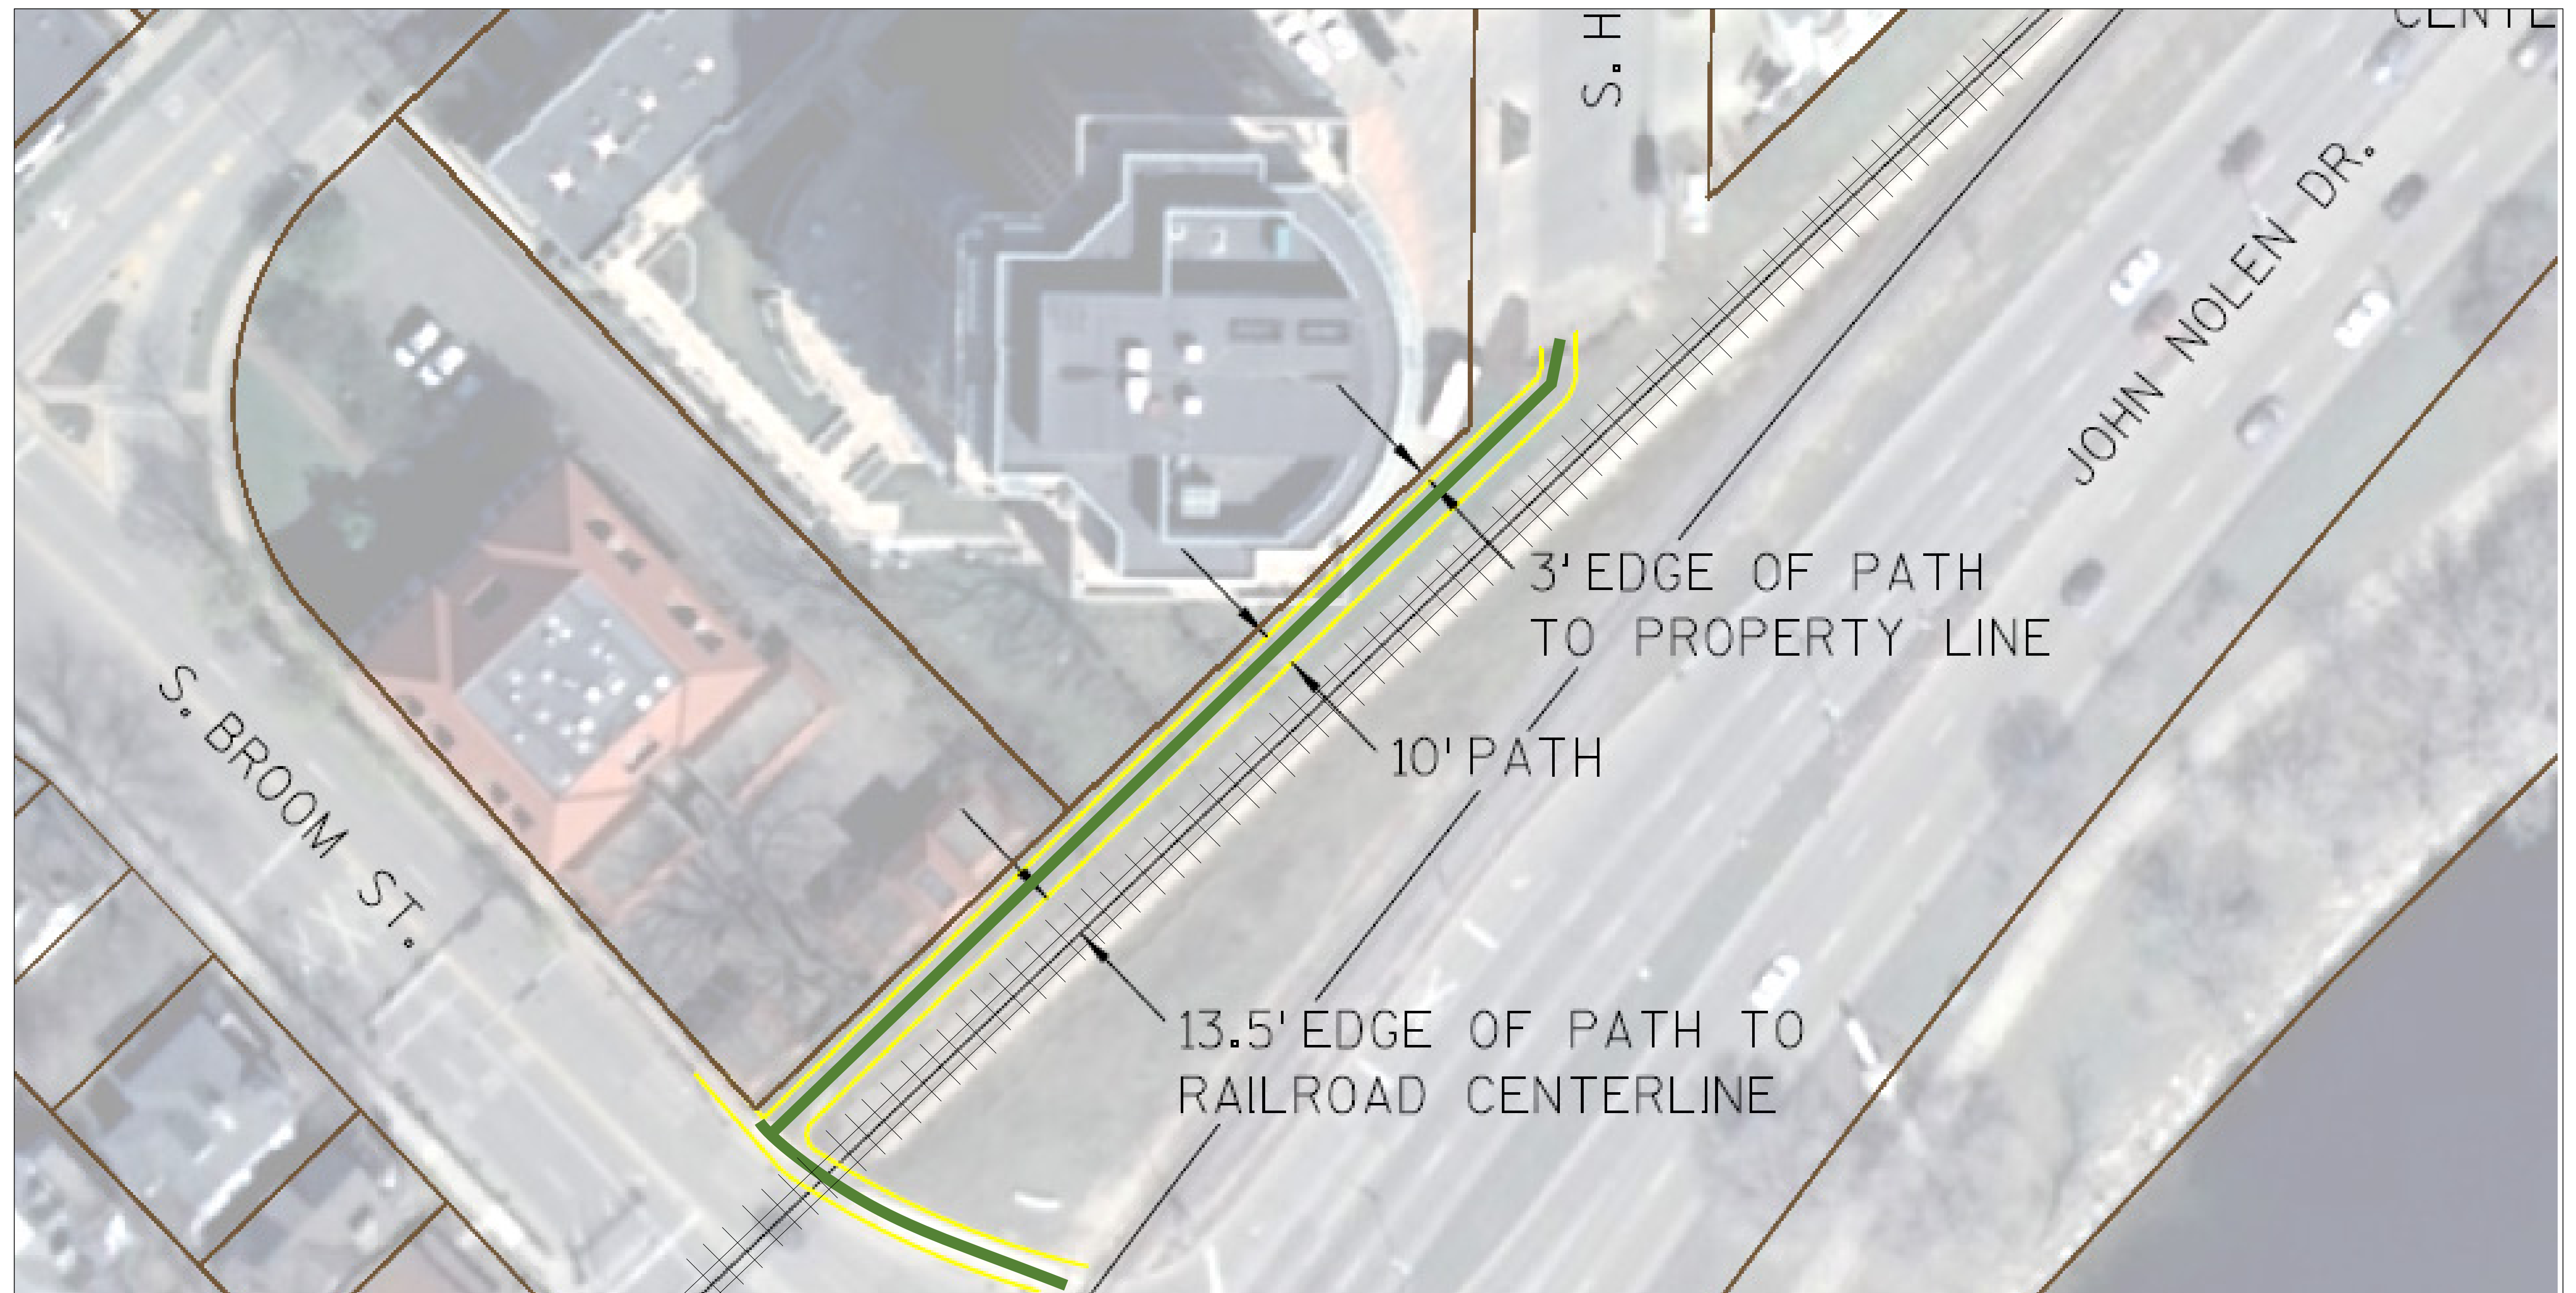 S. H
JOHN NOLEN DR.
3' EDGE OF PATH
TO PROPERTY LINE
10' PATH
S. BROOM ST.
13.5' EDGE OF PATH TO
RAILROAD CENTERLINE